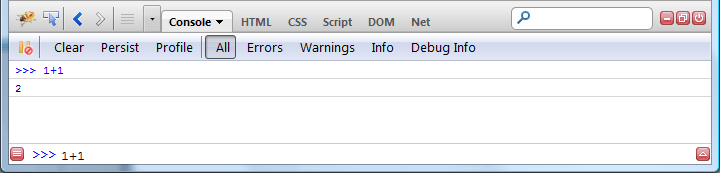 Console HTML CSS Script DOM Net
Clear Persist Profile All Errors Warnings Info Debug Info
>>> 1+1
2
>>> 1+1